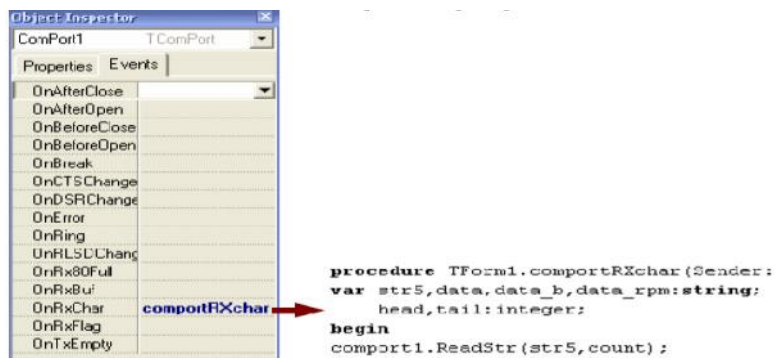 Object Inspector
ComPort1 TComPort
Properties Events
OnAfterClose
OnAfterOpen
OnBeforeClose
OnBeforeOpen
OnBreak
OnCTSChange
OnDSRChange
OnError
OnRing
OnRLSDChang
OnRx80Full
OnRxBuf
OnRxChar comportRXchar
OnRxFlag
OnTxEmpty
procedure TForm1.comportRXchar(Sender:
var str5,data,data_b,data_rpm:string;
head,tail:integer;
begin
comport1.ReadStr(str5,count);